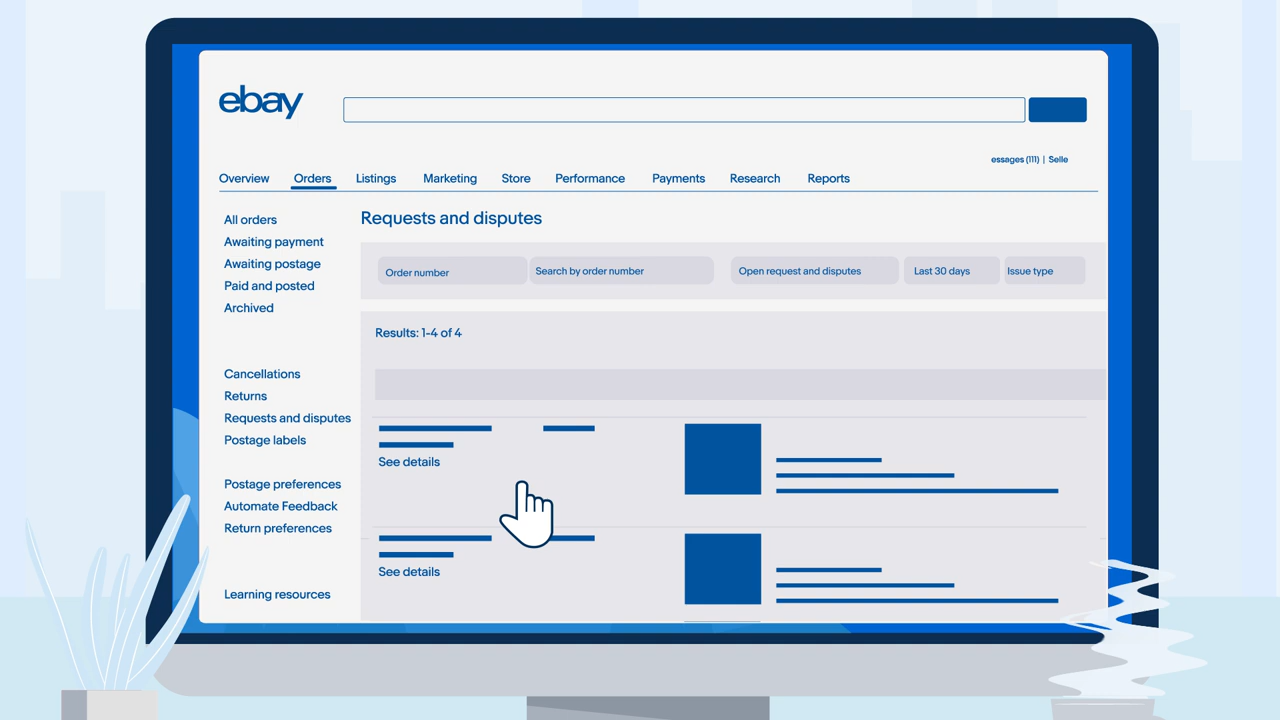 ebay
essages (111) | Selle
Overview Orders Listings Marketing Store Performance Payments Research Reports
All orders
Awaiting payment
Awaiting postage
Paid and posted
Archived
Cancellations
Returns
Requests and disputes
Postage labels
Postage preferences
Automate Feedback
Return preferences
Learning resources
Requests and disputes
Order number Search by order number Open request and disputes Last 30 days Issue type
Results: 1-4 of 4
See details
See details